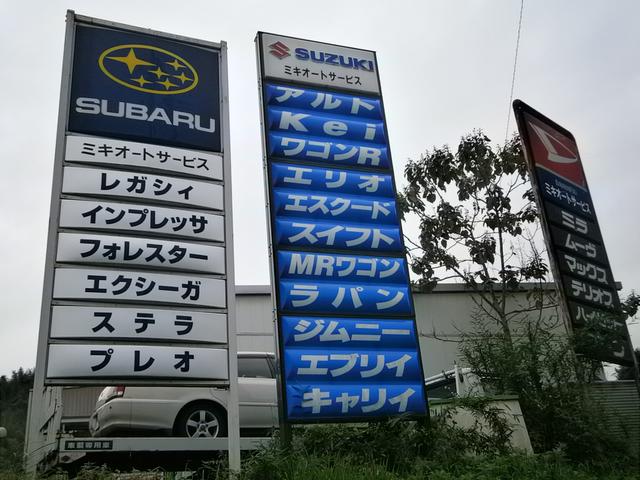 SUBARU
ミキオートサービス
レガシィ
インプレッサ
フォレスター
エクシーガ
ステラ
プレオ
SUZUKI
ミキオートサービス
アルト
Kei
ワゴンR
エリオ
エスクード
スイフト
MRワゴン
ラパン
ジムニー
エブリイ
キャリイ
ミキオートサービス
ミラ
ムーヴ
マックス
テリオス